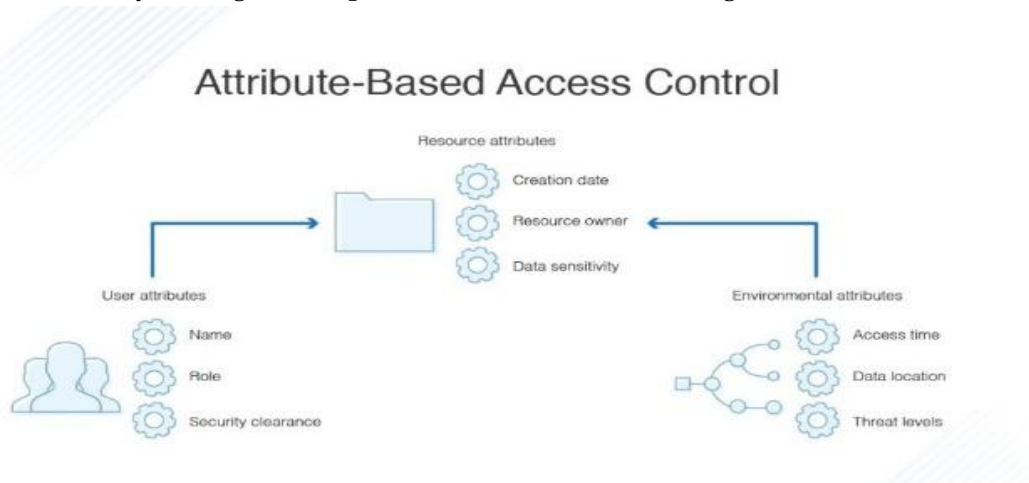 Attribute-Based Access Control
Resource attributes
Creation date
Resource owner
Data sensitivity
User attributes
Name
Role
Security clearance
Environmental attributes
Access time
Data location
Threat levels